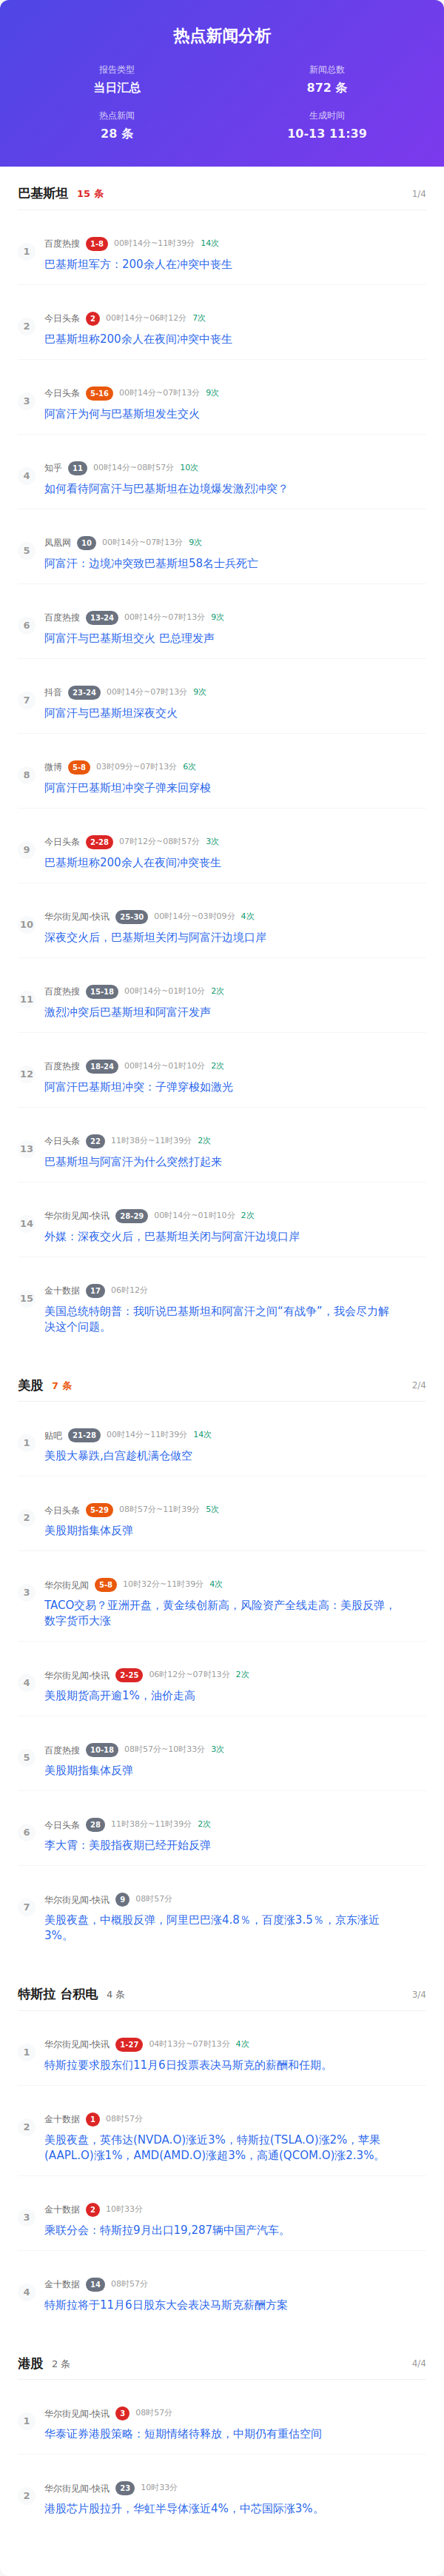 热点新闻分析
报告类型
当日汇总
新闻总数
872 条
热点新闻
28 条
生成时间
10-13 11:39
巴基斯坦 15 条 1/4
1
百度热搜 1-8 00时14分~11时39分 14次
巴基斯坦军方：200余人在冲突中丧生
2
今日头条 2 00时14分~06时12分 7次
巴基斯坦称200余人在夜间冲突中丧生
3
今日头条 5-16 00时14分~07时13分 9次
阿富汗为何与巴基斯坦发生交火
4
知乎 11 00时14分~08时57分 10次
如何看待阿富汗与巴基斯坦在边境爆发激烈冲突？
5
凤凰网 10 00时14分~07时13分 9次
阿富汗：边境冲突致巴基斯坦58名士兵死亡
6
百度热搜 13-24 00时14分~07时13分 9次
阿富汗与巴基斯坦交火 巴总理发声
7
抖音 23-24 00时14分~07时13分 9次
阿富汗与巴基斯坦深夜交火
8
微博 5-8 03时09分~07时13分 6次
阿富汗巴基斯坦冲突子弹来回穿梭
9
今日头条 2-28 07时12分~08时57分 3次
巴基斯坦称200余人在夜间冲突丧生
10
华尔街见闻-快讯 25-30 00时14分~03时09分 4次
深夜交火后，巴基斯坦关闭与阿富汗边境口岸
11
百度热搜 15-18 00时14分~01时10分 2次
激烈冲突后巴基斯坦和阿富汗发声
12
百度热搜 18-24 00时14分~01时10分 2次
阿富汗巴基斯坦冲突：子弹穿梭如激光
13
今日头条 22 11时38分~11时39分 2次
巴基斯坦与阿富汗为什么突然打起来
14
华尔街见闻-快讯 28-29 00时14分~01时10分 2次
外媒：深夜交火后，巴基斯坦关闭与阿富汗边境口岸
15
金十数据 17 06时12分
美国总统特朗普：我听说巴基斯坦和阿富汗之间“有战争”，我会尽力解
决这个问题。
美股 7 条 2/4
1
贴吧 21-28 00时14分~11时39分 14次
美股大暴跌,白宫趁机满仓做空
2
今日头条 5-29 08时57分~11时39分 5次
美股期指集体反弹
3
华尔街见闻 5-8 10时32分~11时39分 4次
TACO交易？亚洲开盘，黄金续创新高，风险资产全线走高：美股反弹，
数字货币大涨
4
华尔街见闻-快讯 2-25 06时12分~07时13分 2次
美股期货高开逾1%，油价走高
5
百度热搜 10-18 08时57分~10时33分 3次
美股期指集体反弹
6
今日头条 28 11时38分~11时39分 2次
李大霄：美股指夜期已经开始反弹
7
华尔街见闻-快讯 9 08时57分
美股夜盘，中概股反弹，阿里巴巴涨4.8％，百度涨3.5％，京东涨近
3%。
特斯拉 台积电 4 条 3/4
1
华尔街见闻-快讯 1-27 04时13分~07时13分 4次
特斯拉要求股东们11月6日投票表决马斯克的薪酬和任期。
2
金十数据 1 08时57分
美股夜盘，英伟达(NVDA.O)涨近3%，特斯拉(TSLA.O)涨2%，苹果
(AAPL.O)涨1%，AMD(AMD.O)涨超3%，高通(QCOM.O)涨2.3%。
3
金十数据 2 10时33分
乘联分会：特斯拉9月出口19,287辆中国产汽车。
4
金十数据 14 08时57分
特斯拉将于11月6日股东大会表决马斯克薪酬方案
港股 2 条 4/4
1
华尔街见闻-快讯 3 08时57分
华泰证券港股策略：短期情绪待释放，中期仍有重估空间
2
华尔街见闻-快讯 23 10时33分
港股芯片股拉升，华虹半导体涨近4%，中芯国际涨3%。